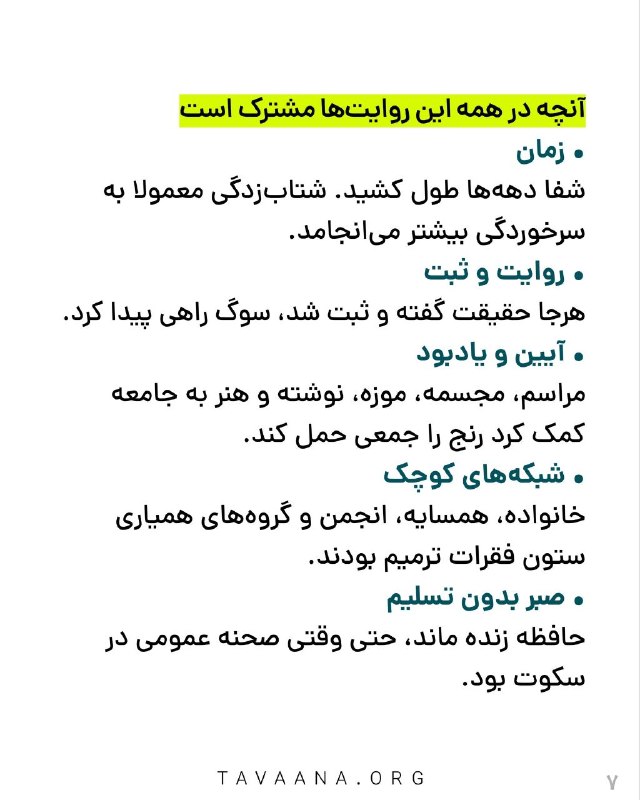 آنچه در همه این روایت‌ها مشترک است
• زمان
شفا دهه‌ها طول کشید. شتاب‌زدگی معمولا به
سرخوردگی بیشتر می‌انجامد.
• روایت و ثبت
هرجا حقیقت گفته و ثبت شد، سوگ راهی پیدا کرد.
• آیین و یادبود
مراسم، مجسمه، موزه، نوشته و هنر به جامعه
کمک کرد رنج را جمعی حمل کند.
• شبکه‌های کوچک
خانواده، همسایه، انجمن و گروه‌های همیاری
ستون فقرات ترمیم بودند.
• صبر بدون تسلیم
حافظه زنده ماند، حتی وقتی صحنه عمومی در
سکوت بود.
TAVAANA.ORG
۷